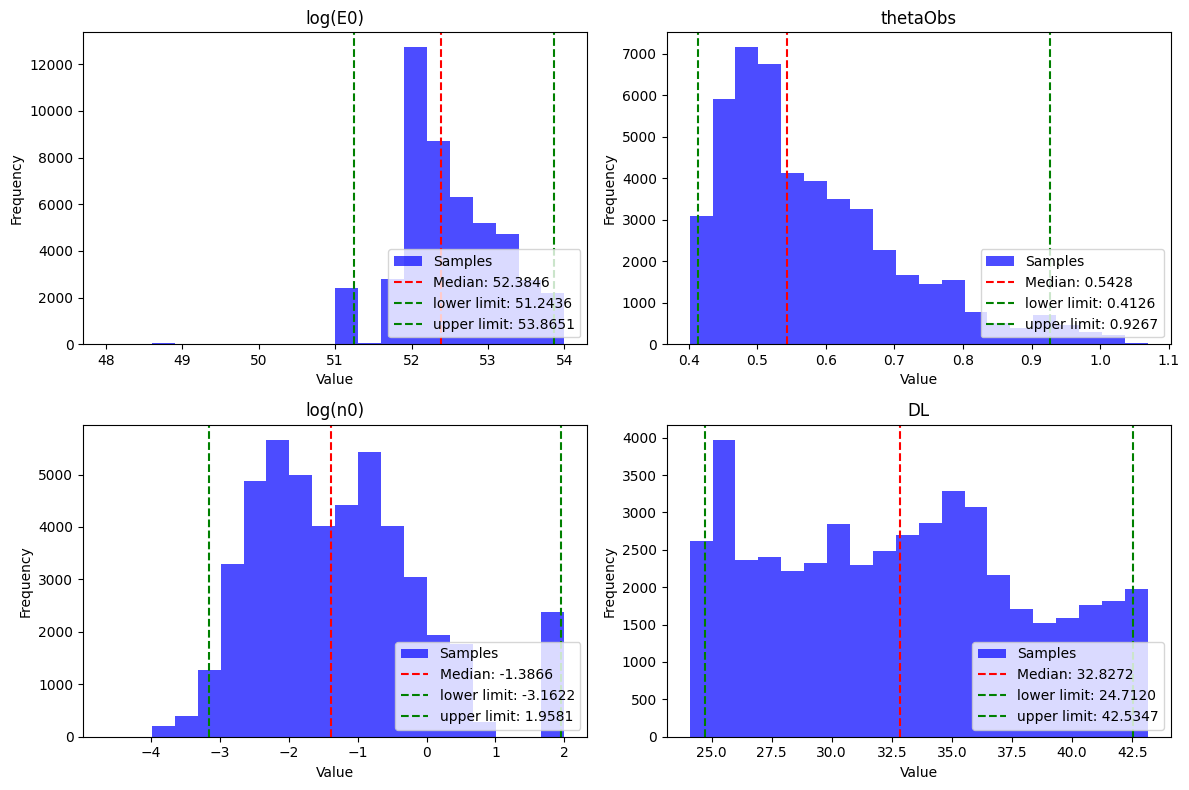 log(E0)
Frequency
12000
10000
8000
6000
4000
2000
0
48 49 50 51 52 53 54
Value
Samples
Median: 52.3846
lower limit: 51.2436
upper limit: 53.8651
thetaObs
Frequency
7000
6000
5000
4000
3000
2000
1000
0
0.4 0.5 0.6 0.7 0.8 0.9 1.0 1.1
Value
Samples
Median: 0.5428
lower limit: 0.4126
upper limit: 0.9267
log(n0)
Frequency
5000
4000
3000
2000
1000
0
−4 −3 −2 −1 0 1 2
Value
Samples
Median: -1.3866
lower limit: -3.1622
upper limit: 1.9581
DL
Frequency
4000
3500
3000
2500
2000
1500
1000
500
0
25.0 27.5 30.0 32.5 35.0 37.5 40.0 42.5
Value
Samples
Median: 32.8272
lower limit: 24.7120
upper limit: 42.5347